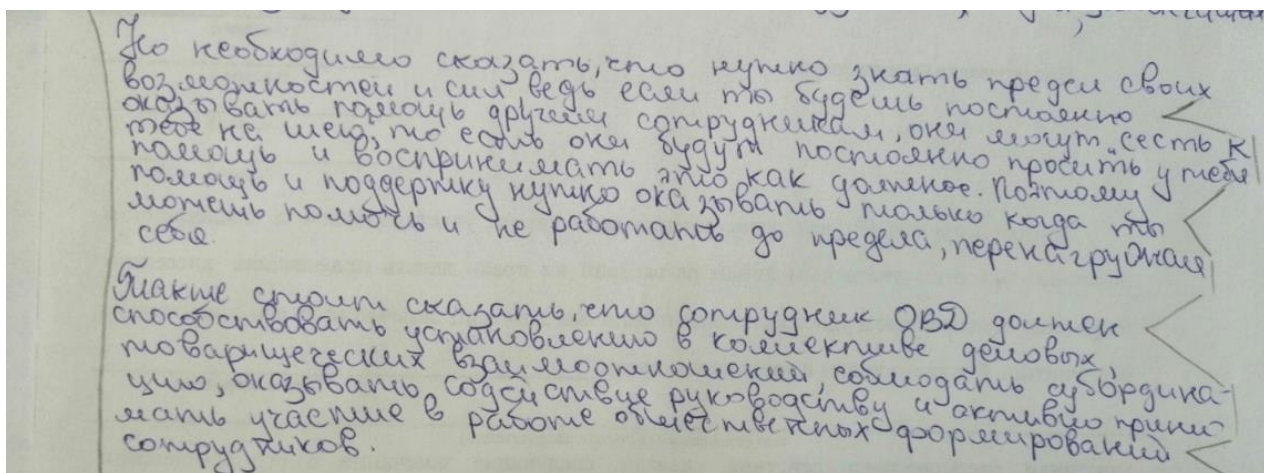 Но необходимо сказать, что нужно знать предел своих
возможностей и сил ведь если ты будешь постоянно
оказывать помощь другим сотрудникам, они могут "сесть к
тебе на шею, то есть они будут постоянно просить у тебя
помощь и воспринимать это как должное. Поэтому
помощь и поддержку нужно оказывать только когда ты
можешь помочь и не работать до предела, перенагружая
себя.
Также стоит сказать, что сотрудник ОВД должен
способствовать установлению в коллективе деловых,
товарищеских взаимоотношений, соблюдать субордина-
цию, оказывать содействие руководству и активно прини
мать участие в работе общественных формирований
сотрудников.